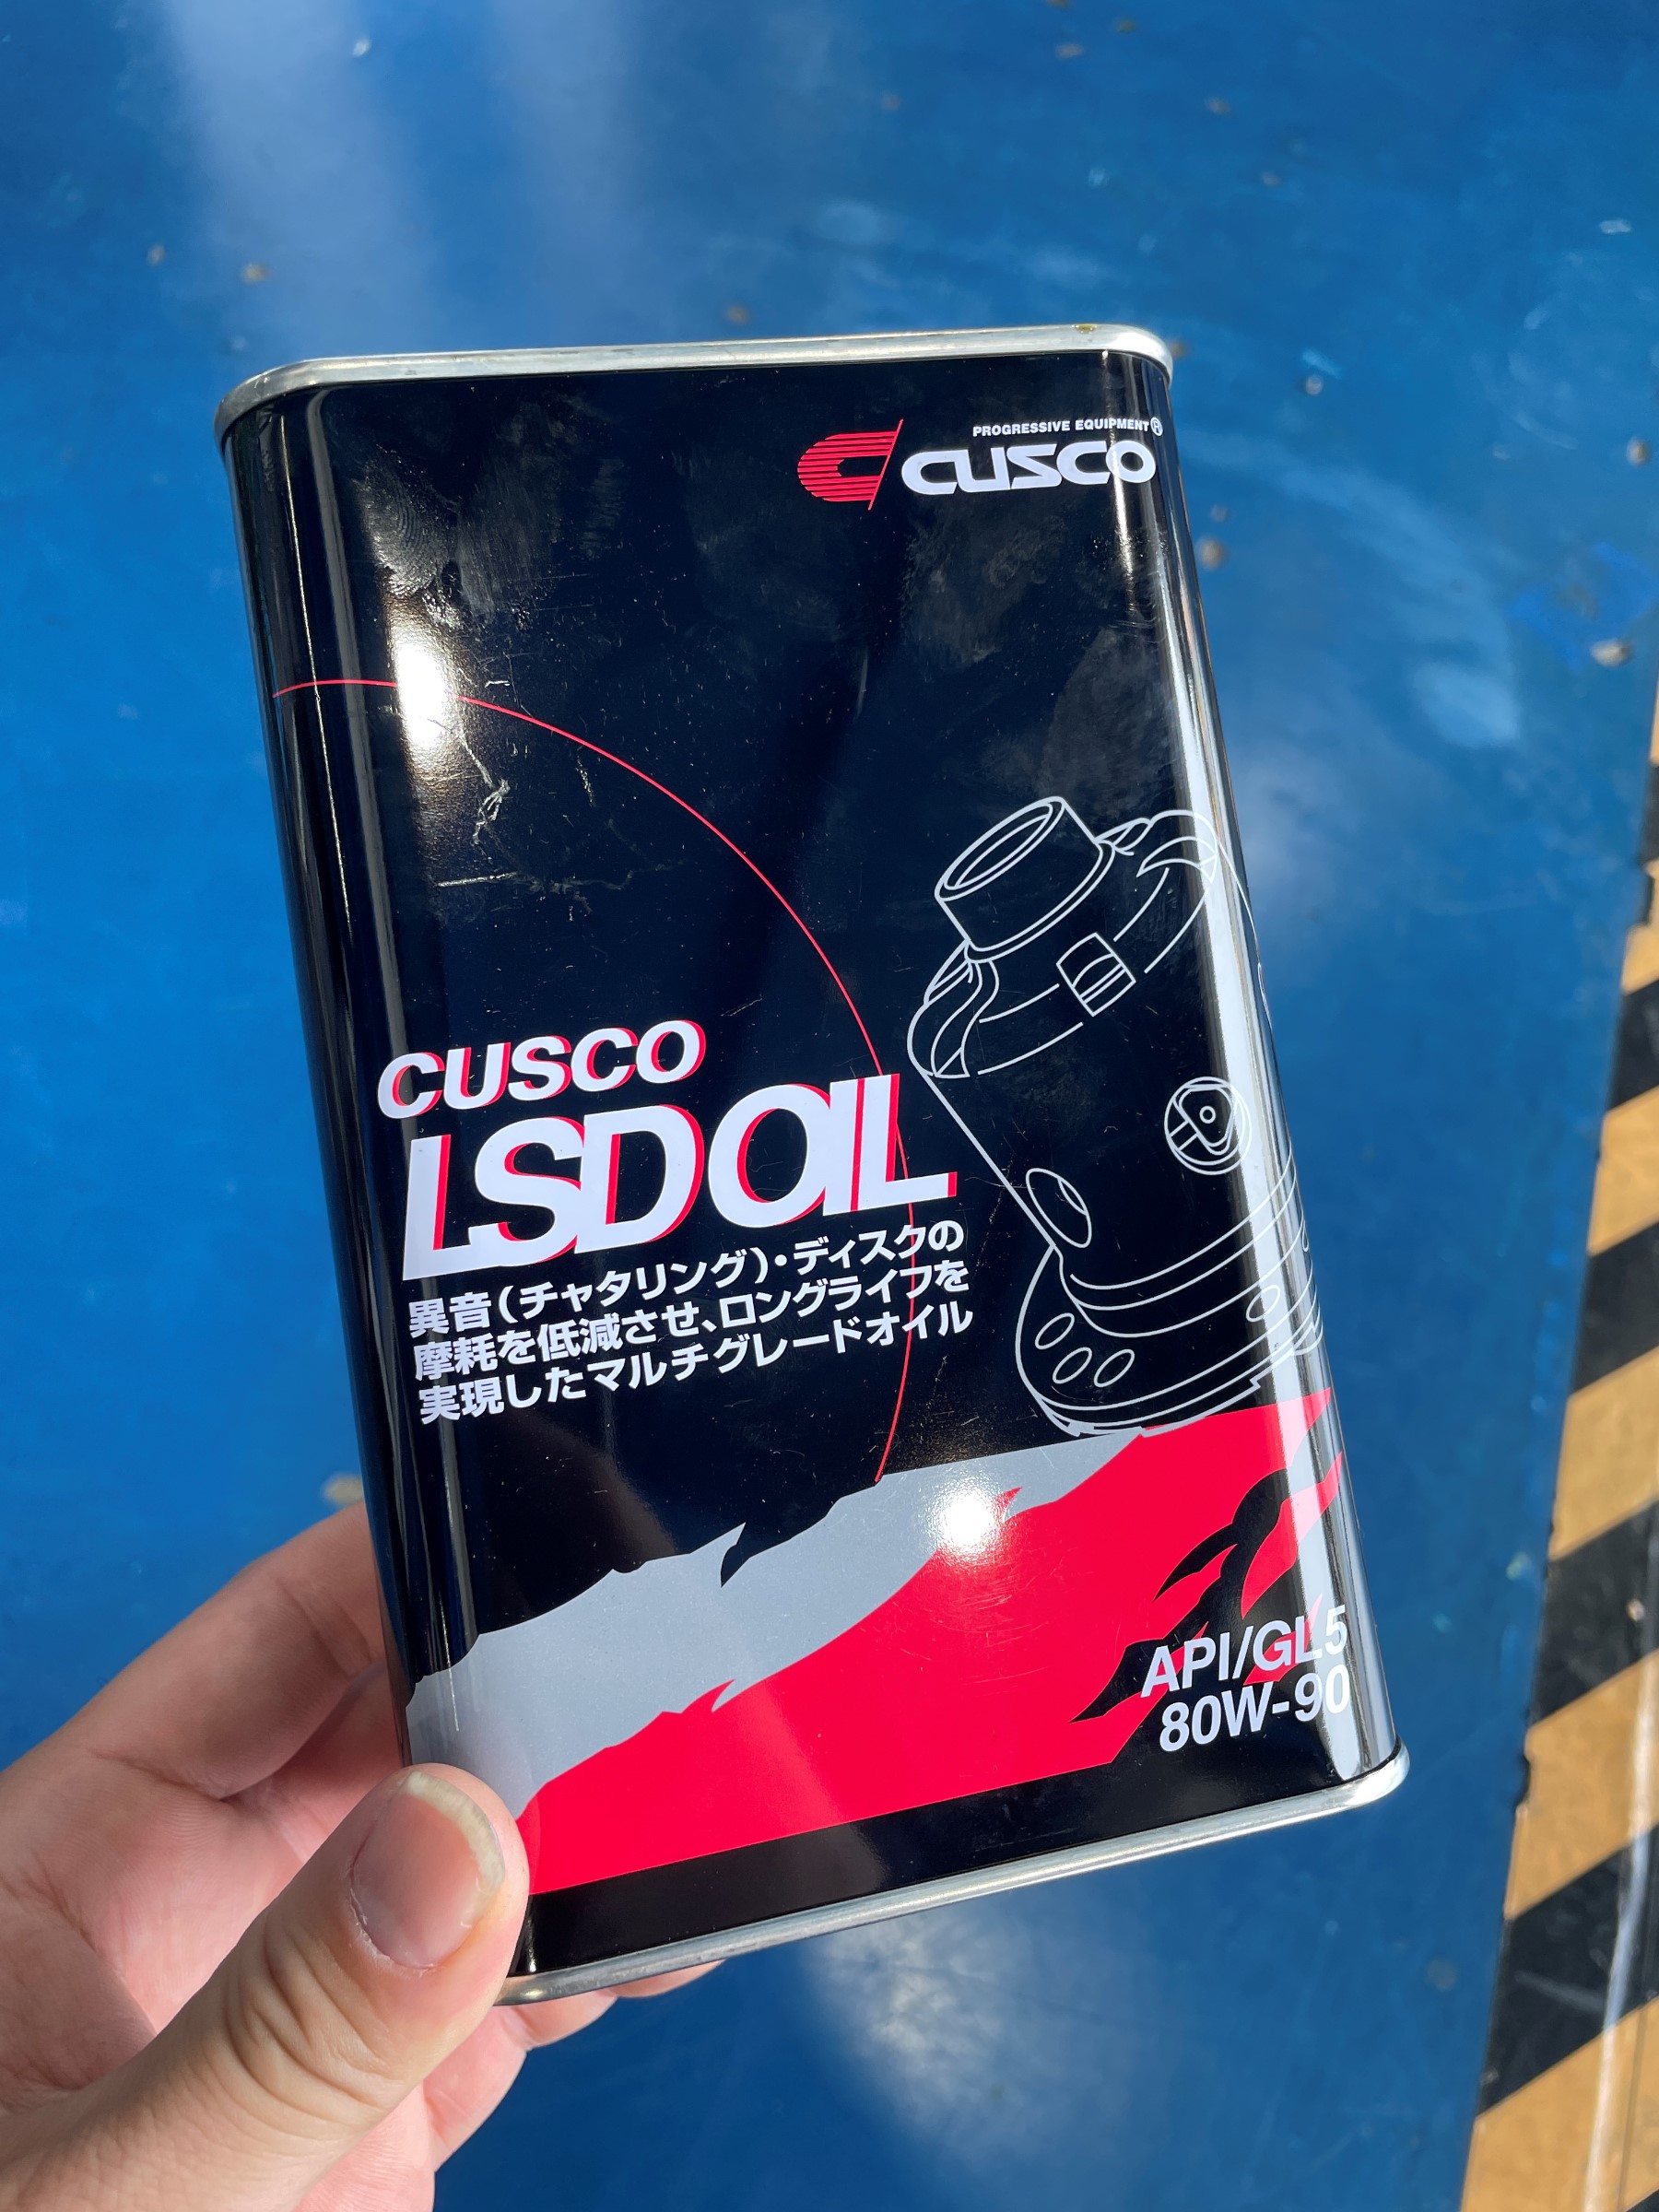 PROGRESSIVE EQUIPMENT®
CUSCO
CUSCO
LSD OIL
異音(チャタリング)・ディスクの
摩耗を低減させ、ロングライフを
実現したマルチグレードオイル
API/GL5
80W-90